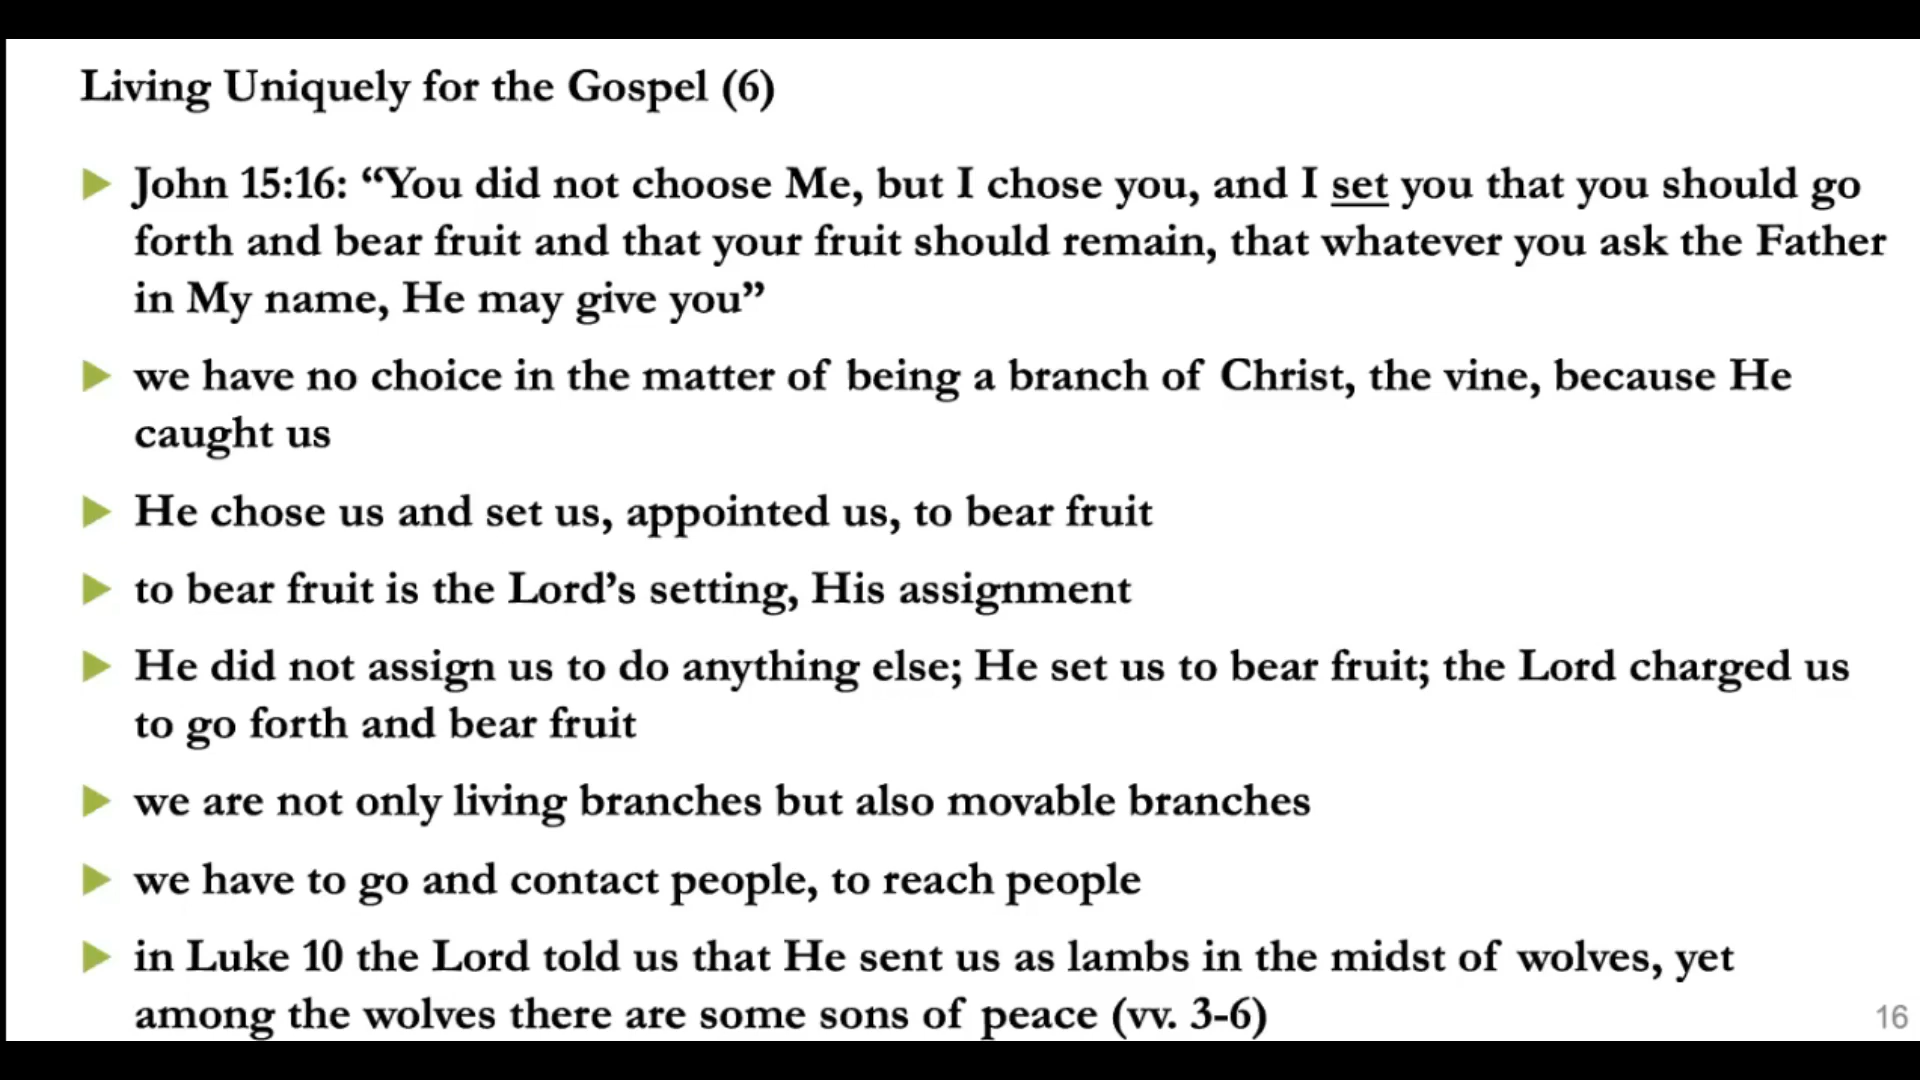 Living Uniquely for the Gospel (6)
John 15:16: “You did not choose Me, but I chose you, and I set you that you should go
forth and bear fruit and that your fruit should remain, that whatever you ask the Father
in My name, He may give you”
we have no choice in the matter of being a branch of Christ, the vine, because He
caught us
He chose us and set us, appointed us, to bear fruit
to bear fruit is the Lord’s setting, His assignment
He did not assign us to do anything else; He set us to bear fruit; the Lord charged us
to go forth and bear fruit
we are not only living branches but also movable branches
we have to go and contact people, to reach people
in Luke 10 the Lord told us that He sent us as lambs in the midst of wolves, yet
among the wolves there are some sons of peace (vv. 3-6)
16